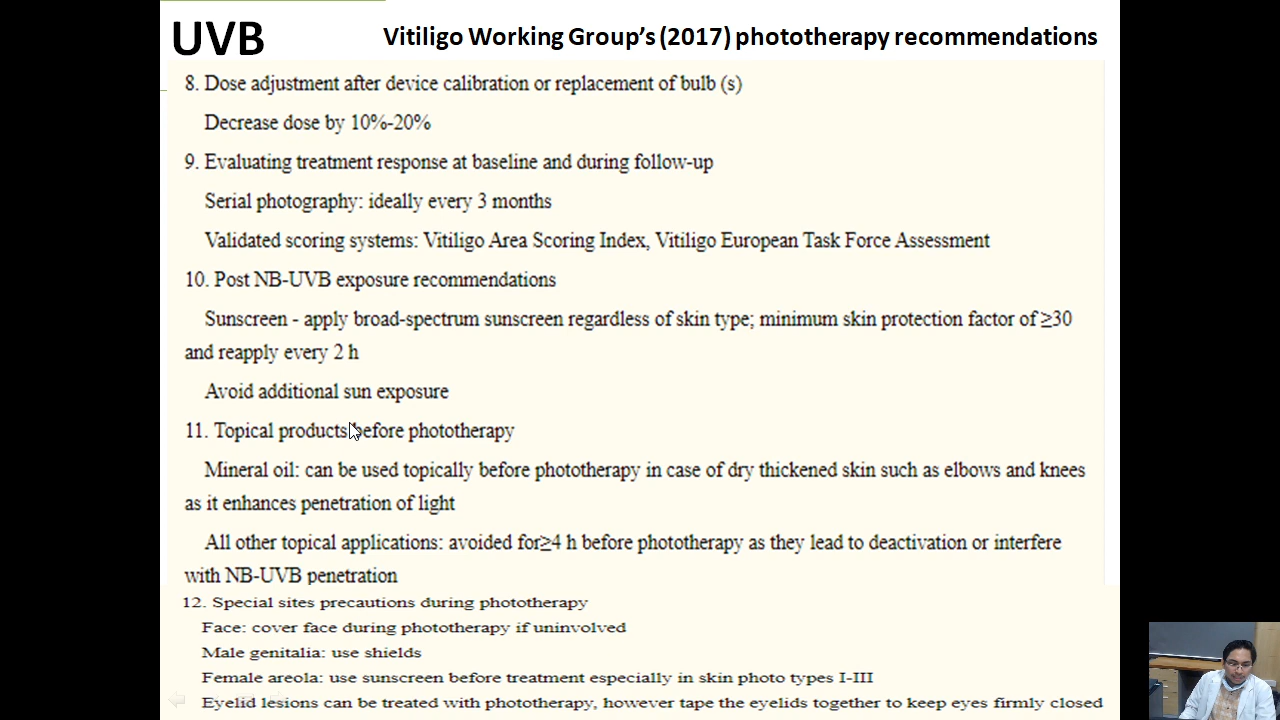 UVB
Vitiligo Working Group's (2017) phototherapy recommendations
8. Dose adjustment after device calibration or replacement of bulb (s)
Decrease dose by 10%-20%
9. Evaluating treatment response at baseline and during follow-up
Serial photography: ideally every 3 months
Validated scoring systems: Vitiligo Area Scoring Index, Vitiligo European Task Force Assessment
10. Post NB-UVB exposure recommendations
Sunscreen - apply broad-spectrum sunscreen regardless of skin type; minimum skin protection factor of ≥30
and reapply every 2 h
Avoid additional sun exposure
11. Topical products before phototherapy
Mineral oil: can be used topically before phototherapy in case of dry thickened skin such as elbows and knees
as it enhances penetration of light
All other topical applications: avoided for≥4 h before phototherapy as they lead to deactivation or interfere
with NB-UVB penetration
12. Special sites precautions during phototherapy
Face: cover face during phototherapy if uninvolved
Male genitalia: use shields
Female areola: use sunscreen before treatment especially in skin photo types I-III
Eyelid lesions can be treated with phototherapy, however tape the eyelids together to keep eyes firmly closed